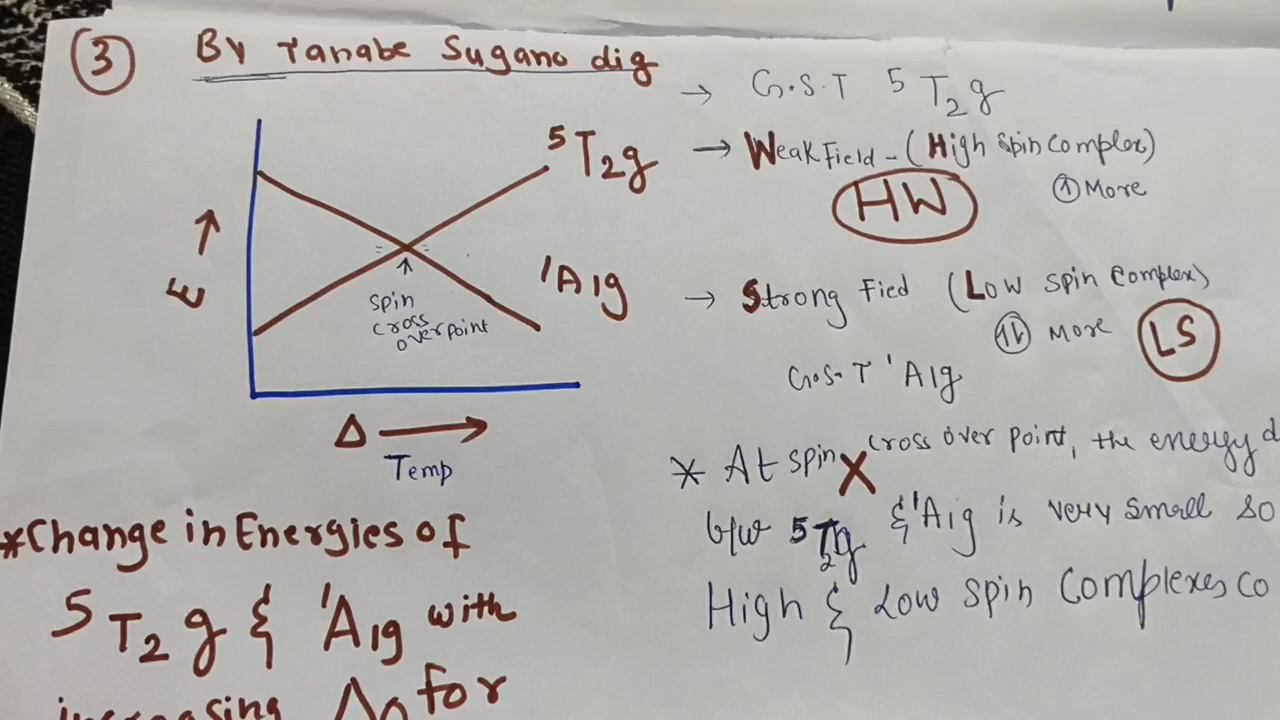 ③ By Tanabe Sugano dig
→ G.S.T ⁵T₂g
⁵T₂g
→ Weak Field - (High spin complex)
① More
HW
E →
¹A₁g
→ Strong Fied (Low spin complex)
⇅ More
LS
spin
cross
over point
G.S.T ¹A₁g
Δ →
Temp
* At spin X cross over point, the energy d
b/w ⁵T₂g & ¹A₁g is very small so
High & Low spin complexes co
*Change in Energies of
⁵T₂g & ¹A₁g with
increasing Δo for